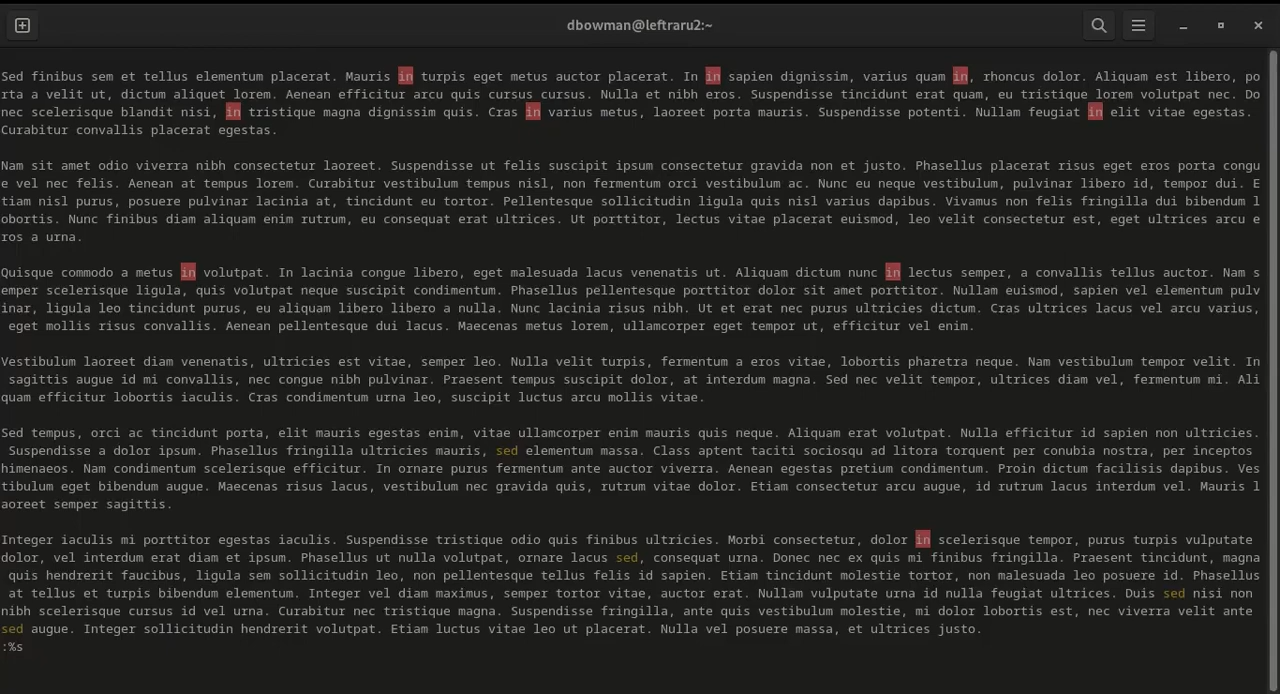 dbowman@leftraru2:~
Sed finibus sem et tellus elementum placerat. Mauris in turpis eget metus auctor placerat. In in sapien dignissim, varius quam in, rhoncus dolor. Aliquam est libero, po
rta a velit ut, dictum aliquet lorem. Aenean efficitur arcu quis cursus cursus. Nulla et nibh eros. Suspendisse tincidunt erat quam, eu tristique lorem volutpat nec. Do
nec scelerisque blandit nisi, in tristique magna dignissim quis. Cras in varius metus, laoreet porta mauris. Suspendisse potenti. Nullam feugiat in elit vitae egestas.
Curabitur convallis placerat egestas.
Nam sit amet odio viverra nibh consectetur laoreet. Suspendisse ut felis suscipit ipsum consectetur gravida non et justo. Phasellus placerat risus eget eros porta congu
e vel nec felis. Aenean at tempus lorem. Curabitur vestibulum tempus nisl, non fermentum orci vestibulum ac. Nunc eu neque vestibulum, pulvinar libero id, tempor dui. E
tiam nisl purus, posuere pulvinar lacinia at, tincidunt eu tortor. Pellentesque sollicitudin ligula quis nisl varius dapibus. Vivamus non felis fringilla dui bibendum l
obortis. Nunc finibus diam aliquam enim rutrum, eu consequat erat ultrices. Ut porttitor, lectus vitae placerat euismod, leo velit consectetur est, eget ultrices arcu e
ros a urna.
Quisque commodo a metus in volutpat. In lacinia congue libero, eget malesuada lacus venenatis ut. Aliquam dictum nunc in lectus semper, a convallis tellus auctor. Nam s
emper scelerisque ligula, quis volutpat neque suscipit condimentum. Phasellus pellentesque porttitor dolor sit amet porttitor. Nullam euismod, sapien vel elementum pulv
inar, ligula leo tincidunt purus, eu aliquam libero libero a nulla. Nunc lacinia risus nibh. Ut et erat nec purus ultricies dictum. Cras ultrices lacus vel arcu varius,
eget mollis risus convallis. Aenean pellentesque dui lacus. Maecenas metus lorem, ullamcorper eget tempor ut, efficitur vel enim.
Vestibulum laoreet diam venenatis, ultricies est vitae, semper leo. Nulla velit turpis, fermentum a eros vitae, lobortis pharetra neque. Nam vestibulum tempor velit. In
sagittis augue id mi convallis, nec congue nibh pulvinar. Praesent tempus suscipit dolor, at interdum magna. Sed nec velit tempor, ultrices diam vel, fermentum mi. Ali
quam efficitur lobortis iaculis. Cras condimentum urna leo, suscipit luctus arcu mollis vitae.
Sed tempus, orci ac tincidunt porta, elit mauris egestas enim, vitae ullamcorper enim mauris quis neque. Aliquam erat volutpat. Nulla efficitur id sapien non ultricies.
Suspendisse a dolor ipsum. Phasellus fringilla ultricies mauris, sed elementum massa. Class aptent taciti sociosqu ad litora torquent per conubia nostra, per inceptos
himenaeos. Nam condimentum scelerisque efficitur. In ornare purus fermentum ante auctor viverra. Aenean egestas pretium condimentum. Proin dictum facilisis dapibus. Ves
tibulum eget bibendum augue. Maecenas risus lacus, vestibulum nec gravida quis, rutrum vitae dolor. Etiam consectetur arcu augue, id rutrum lacus interdum vel. Mauris l
aoreet semper sagittis.
Integer iaculis mi porttitor egestas iaculis. Suspendisse tristique odio quis finibus ultricies. Morbi consectetur, dolor in scelerisque tempor, purus turpis vulputate
dolor, vel interdum erat diam et ipsum. Phasellus ut nulla volutpat, ornare lacus sed, consequat urna. Donec nec ex quis mi finibus fringilla. Praesent tincidunt, magna
quis hendrerit faucibus, ligula sem sollicitudin leo, non pellentesque tellus felis id sapien. Etiam tincidunt molestie tortor, non malesuada leo posuere id. Phasellus
at tellus et turpis bibendum elementum. Integer vel diam maximus, semper tortor vitae, auctor erat. Nullam vulputate urna id nulla feugiat ultrices. Duis sed nisi non
nibh scelerisque cursus id vel urna. Curabitur nec tristique magna. Suspendisse fringilla, ante quis vestibulum molestie, mi dolor lobortis est, nec viverra velit ante
sed augue. Integer sollicitudin hendrerit volutpat. Etiam luctus vitae leo ut placerat. Nulla vel posuere massa, et ultrices justo.
:%s